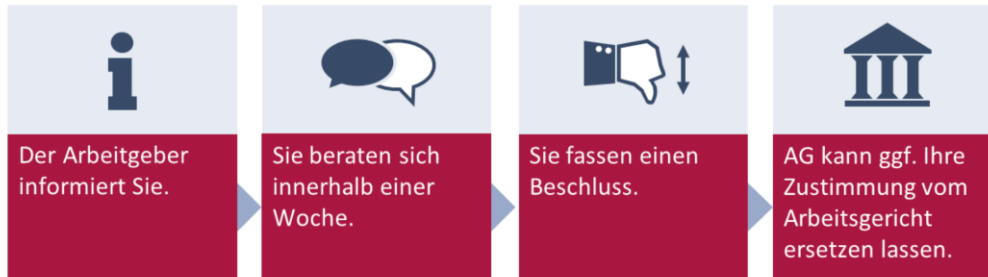 Der Arbeitgeber
informiert Sie.
Sie beraten sich
innerhalb einer
Woche.
Sie fassen einen
Beschluss.
AG kann ggf. Ihre
Zustimmung vom
Arbeitsgericht
ersetzen lassen.